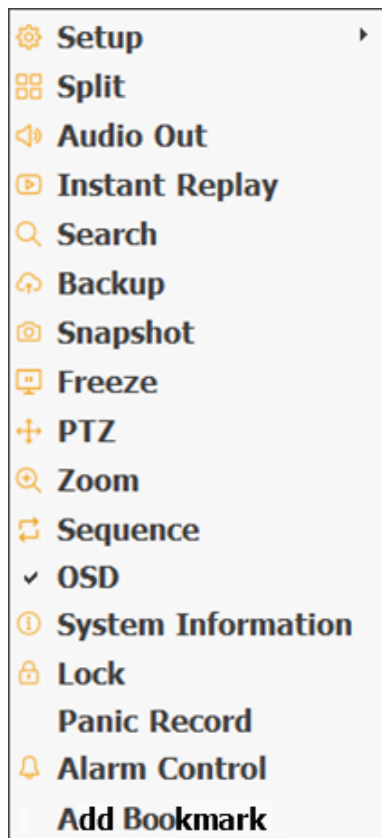 Setup
Split
Audio Out
Instant Replay
Search
Backup
Snapshot
Freeze
PTZ
Zoom
Sequence
OSD
System Information
Lock
Panic Record
Alarm Control
Add Bookmark